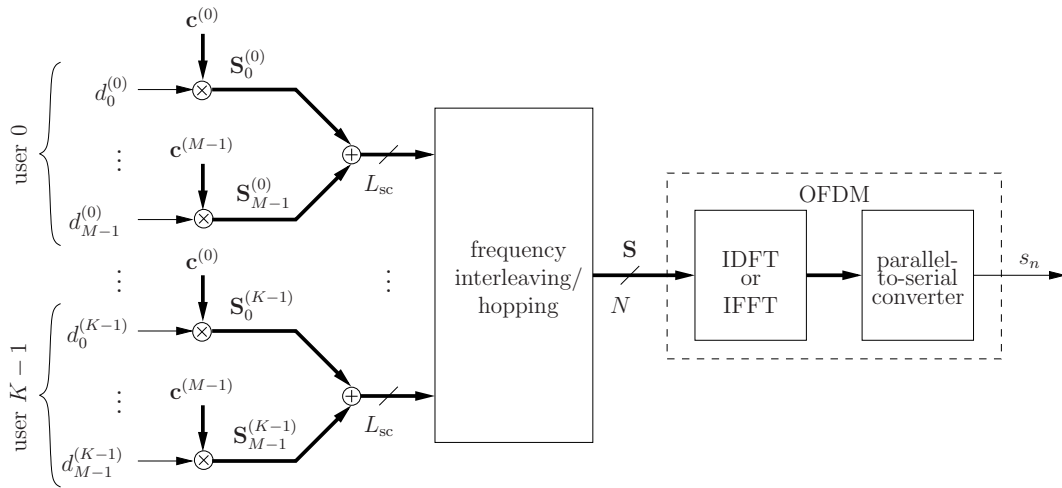 user 0
c^(0)
S_0^(0)
d_0^(0)
⋮
c^(M−1)
S_{M−1}^(0)
d_{M−1}^(0)
L_sc
⋮
c^(0)
⋮
user K − 1
S_0^(K−1)
d_0^(K−1)
⋮
c^(M−1)
S_{M−1}^(K−1)
d_{M−1}^(K−1)
L_sc
frequency
interleaving/
hopping
S
N
OFDM
IDFT
or
IFFT
parallel-
to-serial
converter
s_n